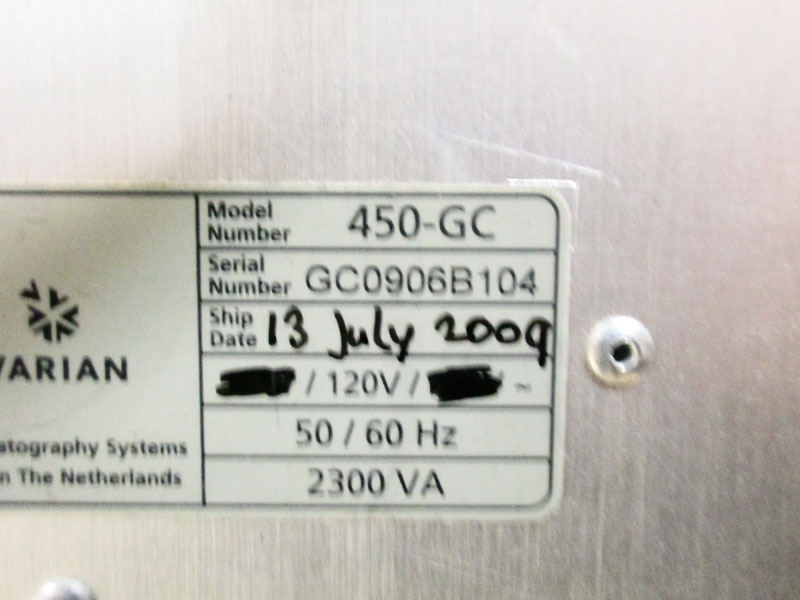 Model Number 450-GC
Serial Number GC0906B104
Ship Date 13 July 2009
/ 120V / ~
50 / 60 Hz
2300 VA
VARIAN
atography Systems
n The Netherlands